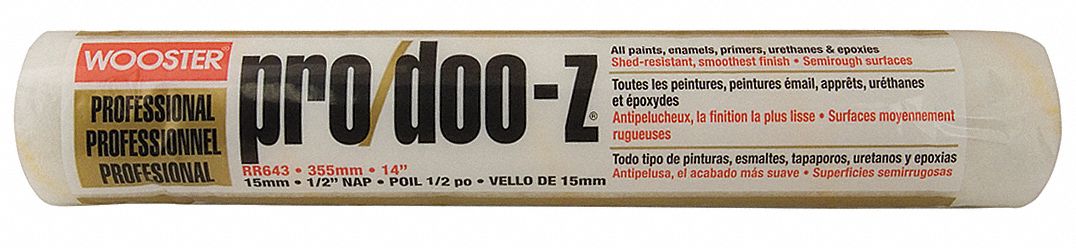 WOOSTER
PROFESSIONAL
PROFESSIONNEL
PROFESIONAL
pro/doo-z®
RR643 • 355mm • 14"
15mm • 1/2" NAP • POIL 1/2 po • VELLO DE 15mm
All paints, enamels, primers, urethanes & epoxies
Shed-resistant, smoothest finish • Semirough surfaces
Toutes les peintures, peintures émail, apprêts, uréthanes
et époxydes
Antipelucheux, la finition la plus lisse • Surfaces moyennement
rugueuses
Todo tipo de pinturas, esmaltes, tapaporos, uretanos y epoxias
Antipelusa, el acabado más suave • Superficies semirrugosas